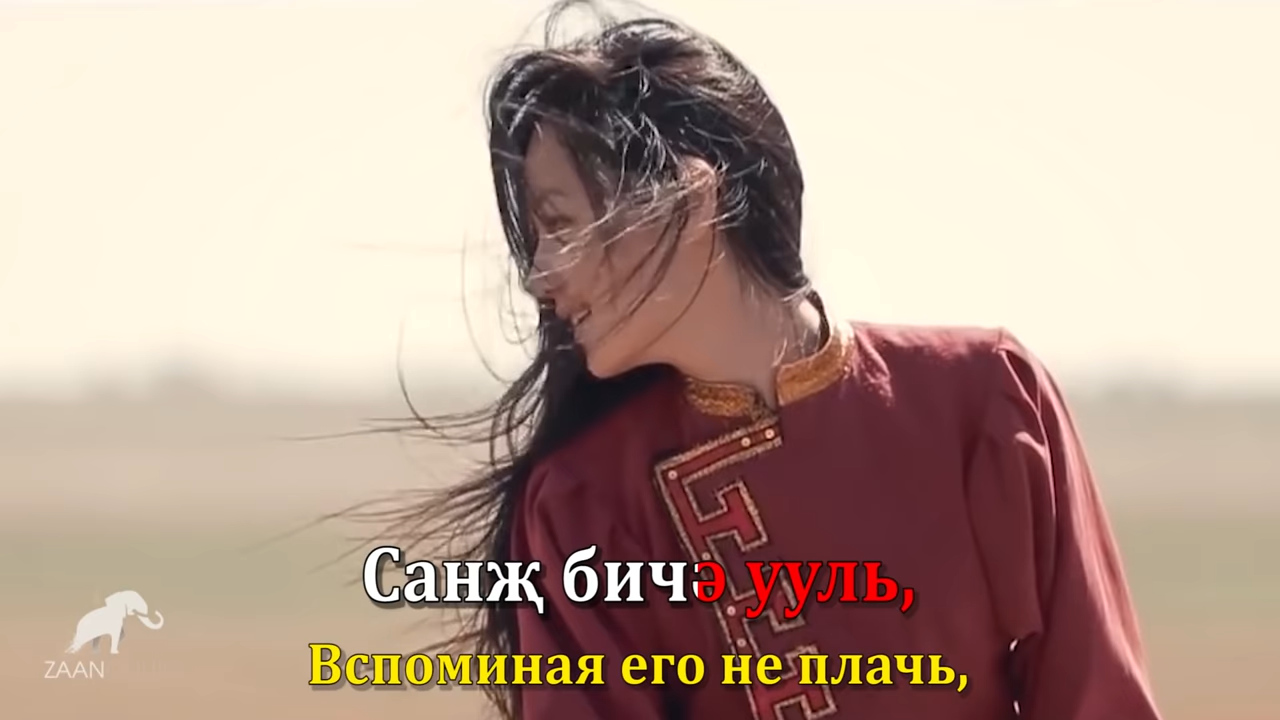 Санҗ бичә ууль,
Вспоминая его не плачь,
ZAAN